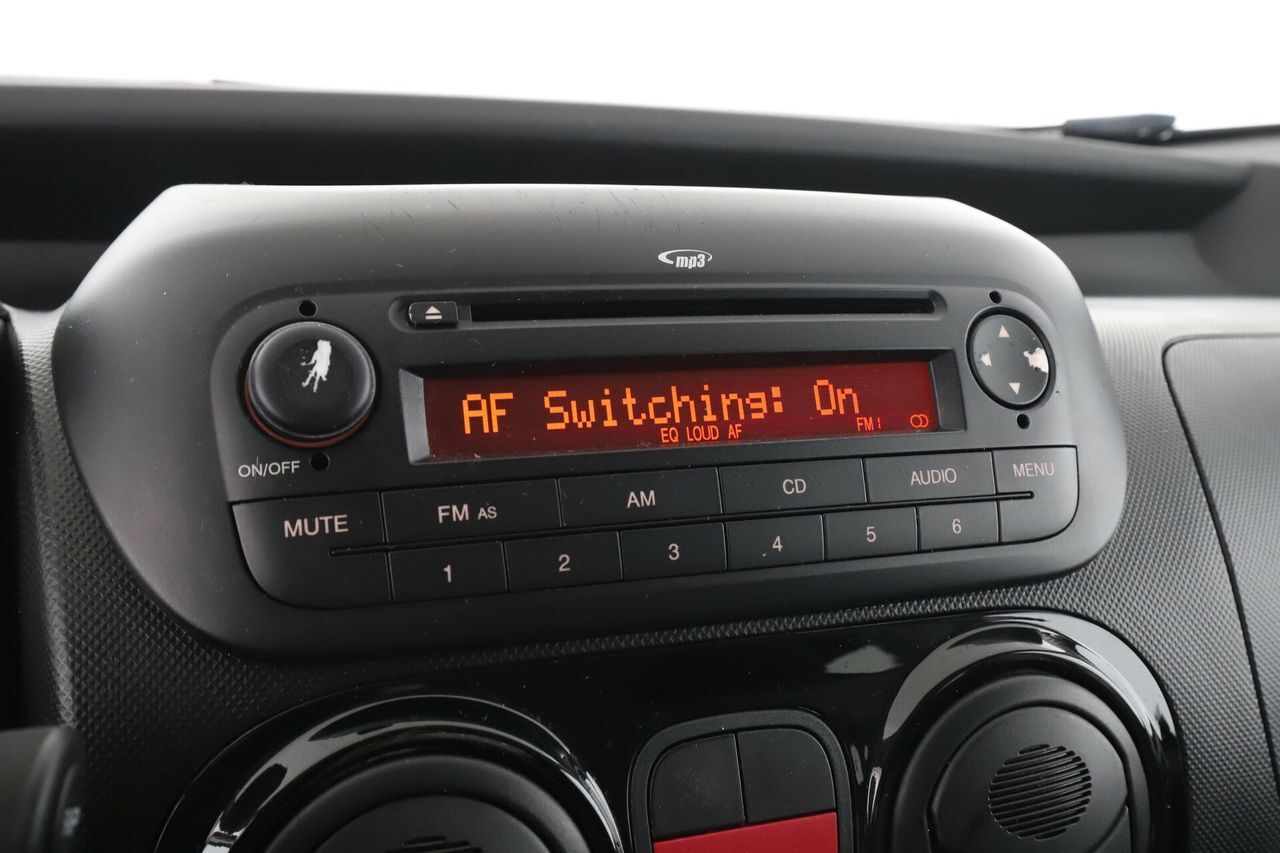 mp3
AF Switching: On
EQ LOUD AF FM1
ON/OFF
MUTE FM AS AM CD AUDIO MENU
1 2 3 4 5 6